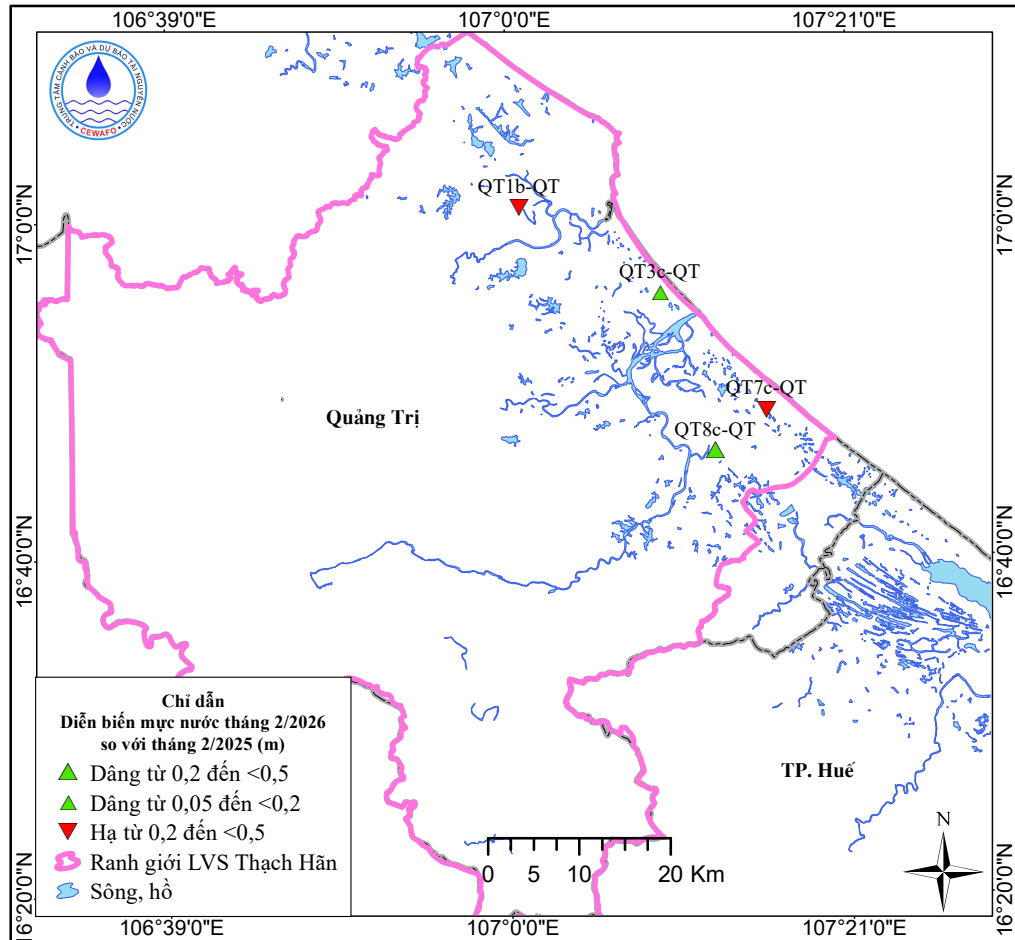 106°39'0"E
107°0'0"E
107°21'0"E
TRUNG TÂM CẢNH BÁO VÀ DỰ BÁO TÀI NGUYÊN NƯỚC
• CEWAFO •
17°0'0"N
17°0'0"N
QT1b-QT
QT3c-QT
QT7c-QT
Quảng Trị
QT8c-QT
16°40'0"N
16°40'0"N
TP. Huế
Chỉ dẫn
Diễn biến mực nước tháng 2/2026
so với tháng 2/2025 (m)
Dâng từ 0,2 đến <0,5
Dâng từ 0,05 đến <0,2
Hạ từ 0,2 đến <0,5
Ranh giới LVS Thạch Hãn
Sông, hồ
0 5 10 20 Km
N
16°20'0"N
16°20'0"N
106°39'0"E
107°0'0"E
107°21'0"E